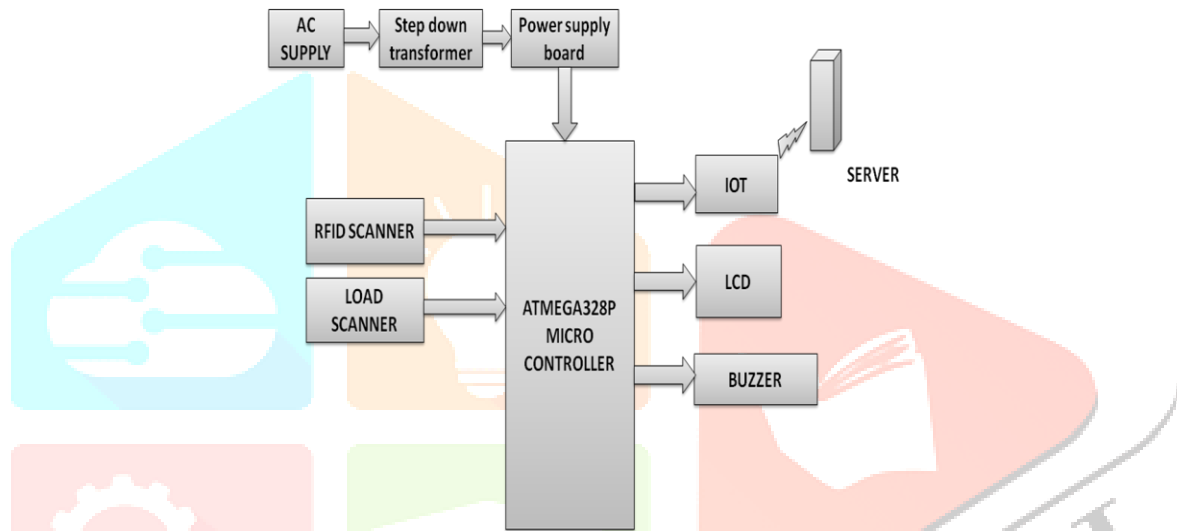 AC
SUPPLY
Step down
transformer
Power supply
board
RFID SCANNER
LOAD
SCANNER
ATMEGA328P
MICRO
CONTROLLER
IOT
SERVER
LCD
BUZZER